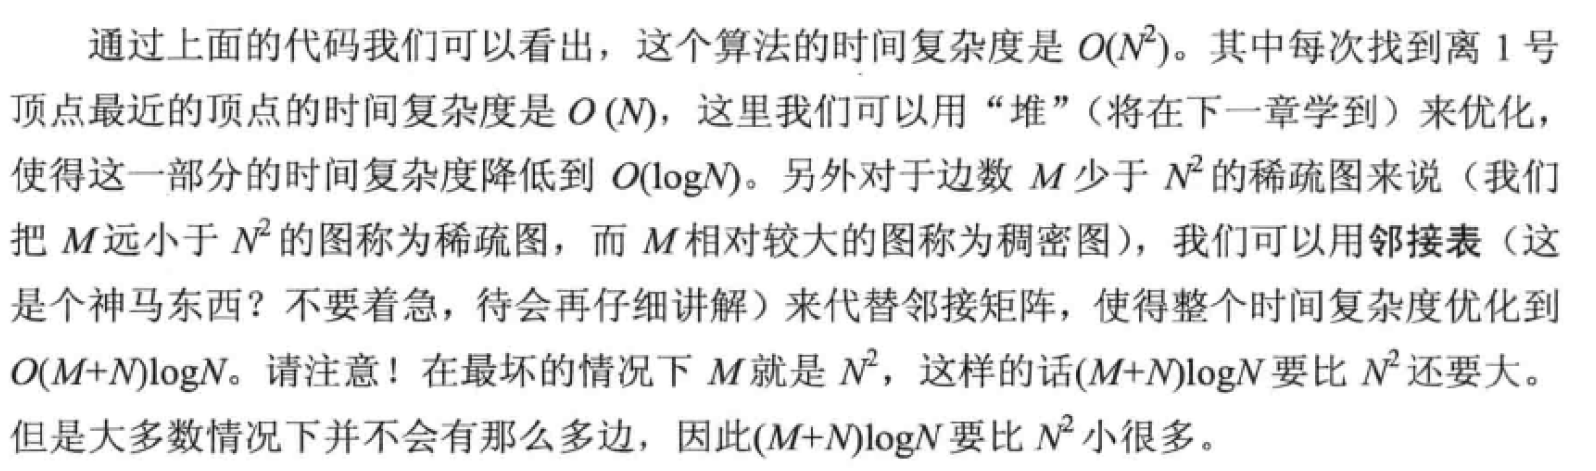 通过上面的代码我们可以看出，这个算法的时间复杂度是 O(N²)。其中每次找到离 1 号
顶点最近的顶点的时间复杂度是 O (N)，这里我们可以用“堆”（将在下一章学到）来优化，
使得这一部分的时间复杂度降低到 O(logN)。另外对于边数 M 少于 N² 的稀疏图来说（我们
把 M 远小于 N² 的图称为稀疏图，而 M 相对较大的图称为稠密图），我们可以用邻接表（这
是个神马东西？不要着急，待会再仔细讲解）来代替邻接矩阵，使得整个时间复杂度优化到
O(M+N)logN。请注意！在最坏的情况下 M 就是 N²，这样的话(M+N)logN 要比 N² 还要大。
但是大多数情况下并不会有那么多边，因此(M+N)logN 要比 N² 小很多。